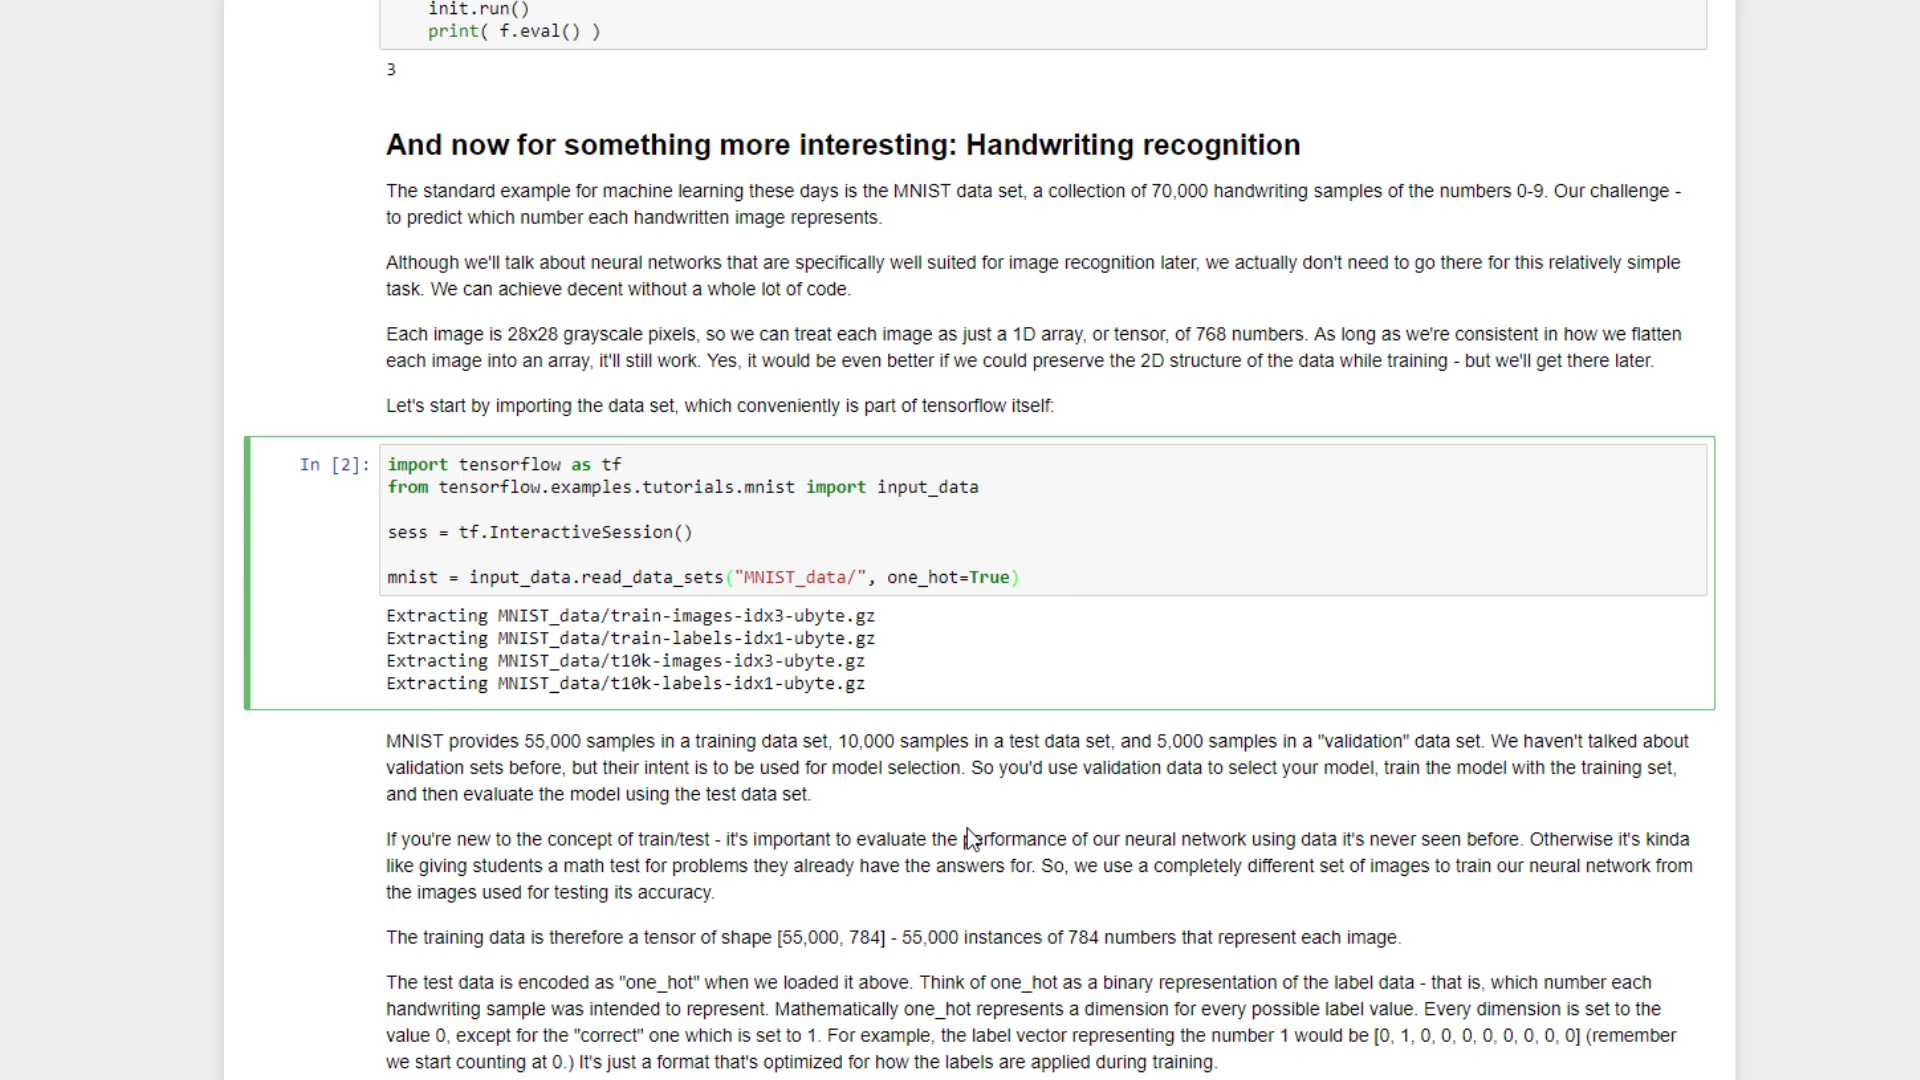 init.run()
print( f.eval() )
3
And now for something more interesting: Handwriting recognition
The standard example for machine learning these days is the MNIST data set, a collection of 70,000 handwriting samples of the numbers 0-9. Our challenge -
to predict which number each handwritten image represents.
Although we'll talk about neural networks that are specifically well suited for image recognition later, we actually don't need to go there for this relatively simple
task. We can achieve decent without a whole lot of code.
Each image is 28x28 grayscale pixels, so we can treat each image as just a 1D array, or tensor, of 768 numbers. As long as we're consistent in how we flatten
each image into an array, it'll still work. Yes, it would be even better if we could preserve the 2D structure of the data while training - but we'll get there later.
Let's start by importing the data set, which conveniently is part of tensorflow itself:
In [2]: import tensorflow as tf
from tensorflow.examples.tutorials.mnist import input_data
sess = tf.InteractiveSession()
mnist = input_data.read_data_sets("MNIST_data/", one_hot=True)
Extracting MNIST_data/train-images-idx3-ubyte.gz
Extracting MNIST_data/train-labels-idx1-ubyte.gz
Extracting MNIST_data/t10k-images-idx3-ubyte.gz
Extracting MNIST_data/t10k-labels-idx1-ubyte.gz
MNIST provides 55,000 samples in a training data set, 10,000 samples in a test data set, and 5,000 samples in a "validation" data set. We haven't talked about
validation sets before, but their intent is to be used for model selection. So you'd use validation data to select your model, train the model with the training set,
and then evaluate the model using the test data set.
If you're new to the concept of train/test - it's important to evaluate the performance of our neural network using data it's never seen before. Otherwise it's kinda
like giving students a math test for problems they already have the answers for. So, we use a completely different set of images to train our neural network from
the images used for testing its accuracy.
The training data is therefore a tensor of shape [55,000, 784] - 55,000 instances of 784 numbers that represent each image.
The test data is encoded as "one_hot" when we loaded it above. Think of one_hot as a binary representation of the label data - that is, which number each
handwriting sample was intended to represent. Mathematically one_hot represents a dimension for every possible label value. Every dimension is set to the
value 0, except for the "correct" one which is set to 1. For example, the label vector representing the number 1 would be [0, 1, 0, 0, 0, 0, 0, 0, 0, 0] (remember
we start counting at 0.) It's just a format that's optimized for how the labels are applied during training.